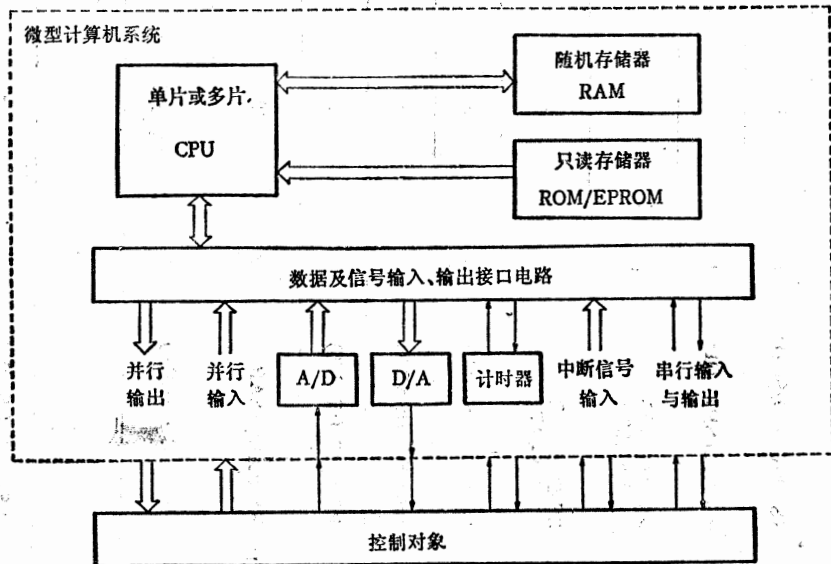 微型计算机系统
单片或多片
CPU
随机存储器
RAM
只读存储器
ROM/EPROM
数据及信号输入、输出接口电路
并行
输出
并行
输入
A/D
D/A
计时器
中断信号
输入
串行输入
与输出
控制对象